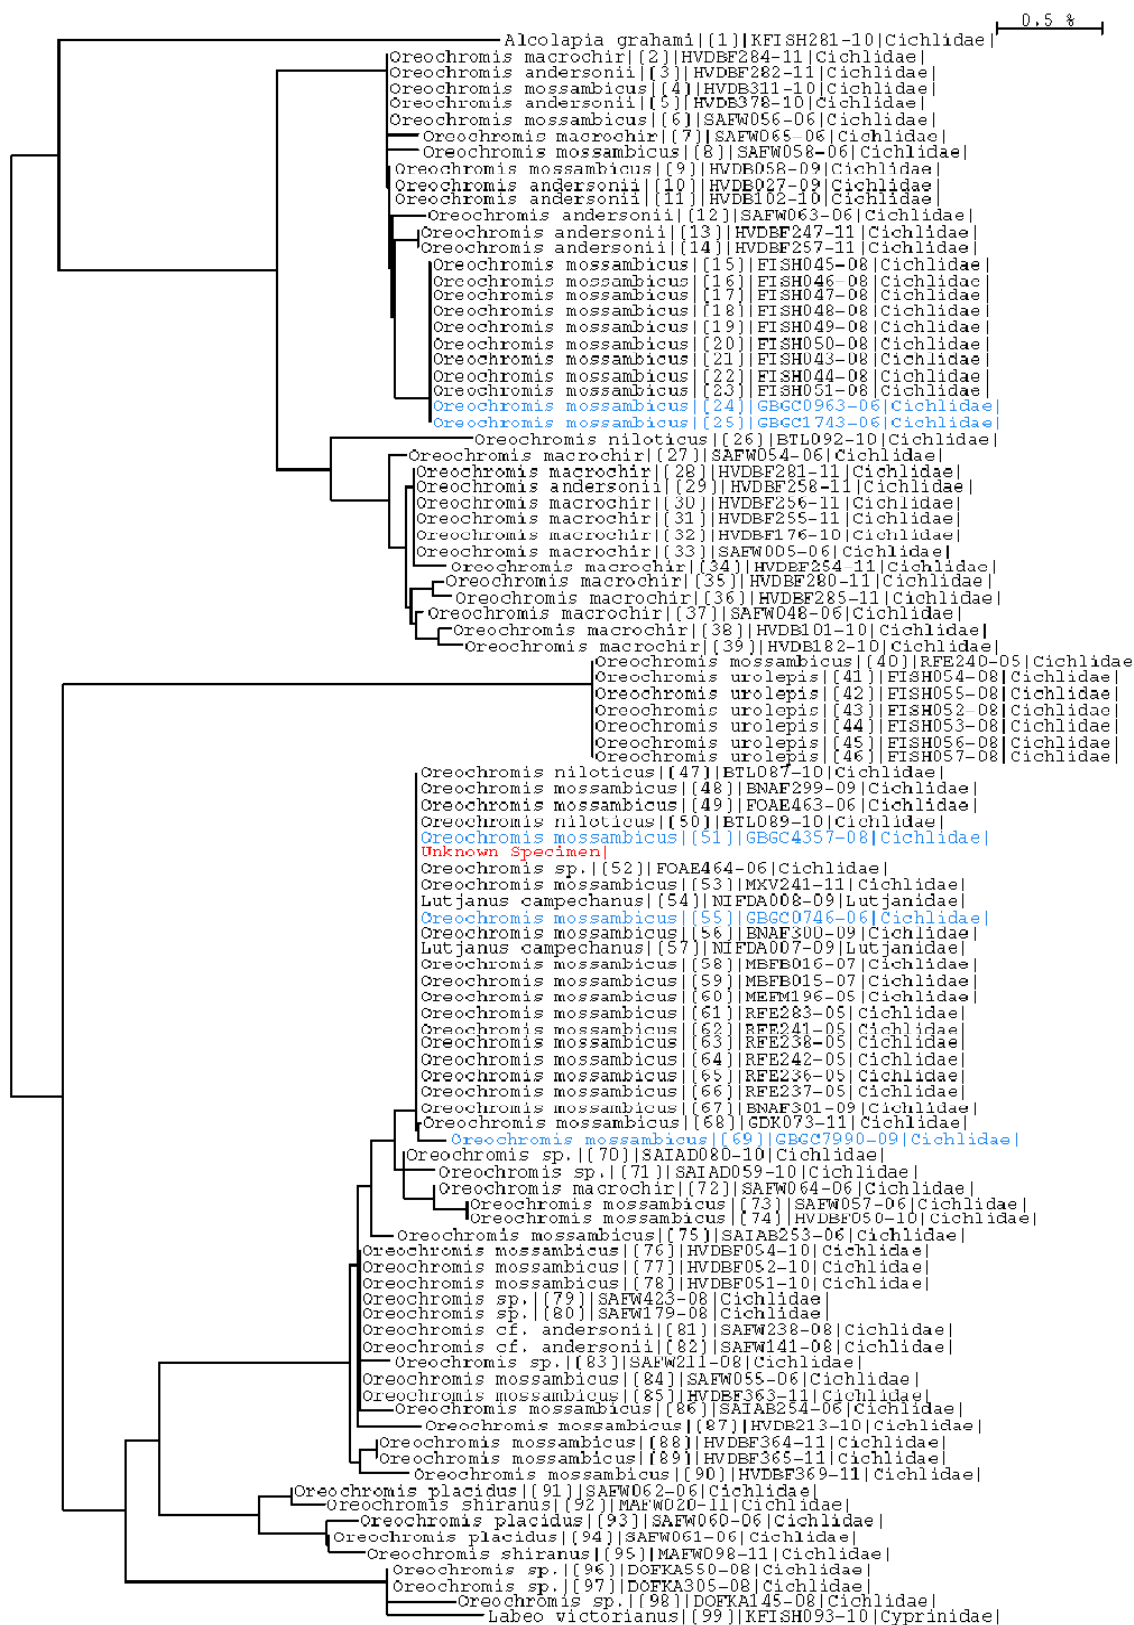 0.5 %
Alcolapia grahami|[1]|KFISH281-10|Cichlidae|
Oreochromis macrochir|[2]|HVDBF284-11|Cichlidae|
Oreochromis andersonii|[3]|HVDBF282-11|Cichlidae|
Oreochromis mossambicus|[4]|HVDB311-10|Cichlidae|
Oreochromis andersonii|[5]|HVDB378-10|Cichlidae|
Oreochromis mossambicus|[6]|SAFW056-06|Cichlidae|
Oreochromis macrochir|[7]|SAFW065-06|Cichlidae|
Oreochromis mossambicus|[8]|SAFW058-06|Cichlidae|
Oreochromis mossambicus|[9]|HVDB058-09|Cichlidae|
Oreochromis andersonii|[10]|HVDB027-09|Cichlidae|
Oreochromis andersonii|[11]|HVDB102-10|Cichlidae|
Oreochromis andersonii|[12]|SAFW063-06|Cichlidae|
Oreochromis andersonii|[13]|HVDBF247-11|Cichlidae|
Oreochromis andersonii|[14]|HVDBF257-11|Cichlidae|
Oreochromis mossambicus|[15]|FISH045-08|Cichlidae|
Oreochromis mossambicus|[16]|FISH046-08|Cichlidae|
Oreochromis mossambicus|[17]|FISH047-08|Cichlidae|
Oreochromis mossambicus|[18]|FISH048-08|Cichlidae|
Oreochromis mossambicus|[19]|FISH049-08|Cichlidae|
Oreochromis mossambicus|[20]|FISH050-08|Cichlidae|
Oreochromis mossambicus|[21]|FISH043-08|Cichlidae|
Oreochromis mossambicus|[22]|FISH044-08|Cichlidae|
Oreochromis mossambicus|[23]|FISH051-08|Cichlidae|
Oreochromis mossambicus|[24]|GBGC0963-06|Cichlidae|
Oreochromis mossambicus|[25]|GBGC1743-06|Cichlidae|
Oreochromis niloticus|[26]|BTL092-10|Cichlidae|
Oreochromis macrochir|[27]|SAFW054-06|Cichlidae|
Oreochromis macrochir|[28]|HVDBF281-11|Cichlidae|
Oreochromis andersonii|[29]|HVDBF258-11|Cichlidae|
Oreochromis macrochir|[30]|HVDBF256-11|Cichlidae|
Oreochromis macrochir|[31]|HVDBF255-11|Cichlidae|
Oreochromis macrochir|[32]|HVDBF176-10|Cichlidae|
Oreochromis macrochir|[33]|SAFW005-06|Cichlidae|
Oreochromis macrochir|[34]|HVDBF254-11|Cichlidae|
Oreochromis macrochir|[35]|HVDBF280-11|Cichlidae|
Oreochromis macrochir|[36]|HVDBF285-11|Cichlidae|
Oreochromis macrochir|[37]|SAFW048-06|Cichlidae|
Oreochromis macrochir|[38]|HVDB101-10|Cichlidae|
Oreochromis macrochir|[39]|HVDB182-10|Cichlidae|
Oreochromis mossambicus|[40]|RFE240-05|Cichlidae
Oreochromis urolepis|[41]|FISH054-08|Cichlidae|
Oreochromis urolepis|[42]|FISH055-08|Cichlidae|
Oreochromis urolepis|[43]|FISH052-08|Cichlidae|
Oreochromis urolepis|[44]|FISH053-08|Cichlidae|
Oreochromis urolepis|[45]|FISH056-08|Cichlidae|
Oreochromis urolepis|[46]|FISH057-08|Cichlidae|
Oreochromis niloticus|[47]|BTL087-10|Cichlidae|
Oreochromis mossambicus|[48]|BNAF299-09|Cichlidae|
Oreochromis mossambicus|[49]|FOAE463-06|Cichlidae|
Oreochromis niloticus|[50]|BTL089-10|Cichlidae|
Oreochromis mossambicus|[51]|GBGC4357-08|Cichlidae|
Unknown Specimen|
Oreochromis sp.|[52]|FOAE464-06|Cichlidae|
Oreochromis mossambicus|[53]|MXV241-11|Cichlidae|
Lutjanus campechanus|[54]|NIFDA008-09|Lutjanidae|
Oreochromis mossambicus|[55]|GBGC0746-06|Cichlidae|
Oreochromis mossambicus|[56]|BNAF300-09|Cichlidae|
Lutjanus campechanus|[57]|NIFDA007-09|Lutjanidae|
Oreochromis mossambicus|[58]|MBFB016-07|Cichlidae|
Oreochromis mossambicus|[59]|MBFB015-07|Cichlidae|
Oreochromis mossambicus|[60]|MEFM196-05|Cichlidae|
Oreochromis mossambicus|[61]|RFE283-05|Cichlidae|
Oreochromis mossambicus|[62]|RFE241-05|Cichlidae|
Oreochromis mossambicus|[63]|RFE238-05|Cichlidae|
Oreochromis mossambicus|[64]|RFE242-05|Cichlidae|
Oreochromis mossambicus|[65]|RFE236-05|Cichlidae|
Oreochromis mossambicus|[66]|RFE237-05|Cichlidae|
Oreochromis mossambicus|[67]|BNAF301-09|Cichlidae|
Oreochromis mossambicus|[68]|GDK073-11|Cichlidae|
Oreochromis mossambicus|[69]|GBGC7990-09|Cichlidae|
Oreochromis sp.|[70]|SAIAD080-10|Cichlidae|
Oreochromis sp.|[71]|SAIAD059-10|Cichlidae|
Oreochromis macrochir|[72]|SAFW064-06|Cichlidae|
Oreochromis mossambicus|[73]|SAFW057-06|Cichlidae|
Oreochromis mossambicus|[74]|HVDBF050-10|Cichlidae|
Oreochromis mossambicus|[75]|SAIAB253-06|Cichlidae|
Oreochromis mossambicus|[76]|HVDBF054-10|Cichlidae|
Oreochromis mossambicus|[77]|HVDBF052-10|Cichlidae|
Oreochromis mossambicus|[78]|HVDBF051-10|Cichlidae|
Oreochromis sp.|[79]|SAFW423-08|Cichlidae|
Oreochromis sp.|[80]|SAFW179-08|Cichlidae|
Oreochromis cf. andersonii|[81]|SAFW238-08|Cichlidae|
Oreochromis cf. andersonii|[82]|SAFW141-08|Cichlidae|
Oreochromis sp.|[83]|SAFW211-08|Cichlidae|
Oreochromis mossambicus|[84]|SAFW055-06|Cichlidae|
Oreochromis mossambicus|[85]|HVDBF363-11|Cichlidae|
Oreochromis mossambicus|[86]|SAIAB254-06|Cichlidae|
Oreochromis mossambicus|[87]|HVDB213-10|Cichlidae|
Oreochromis mossambicus|[88]|HVDBF364-11|Cichlidae|
Oreochromis mossambicus|[89]|HVDBF365-11|Cichlidae|
Oreochromis mossambicus|[90]|HVDBF369-11|Cichlidae|
Oreochromis placidus|[91]|SAFW062-06|Cichlidae|
Oreochromis shiranus|[92]|MAFW020-11|Cichlidae|
Oreochromis placidus|[93]|SAFW060-06|Cichlidae|
Oreochromis placidus|[94]|SAFW061-06|Cichlidae|
Oreochromis shiranus|[95]|MAFW098-11|Cichlidae|
Oreochromis sp.|[96]|DOFKA550-08|Cichlidae|
Oreochromis sp.|[97]|DOFKA305-08|Cichlidae|
Oreochromis sp.|[98]|DOFKA145-08|Cichlidae|
Labeo victorianus|[99]|KFISH093-10|Cyprinidae|